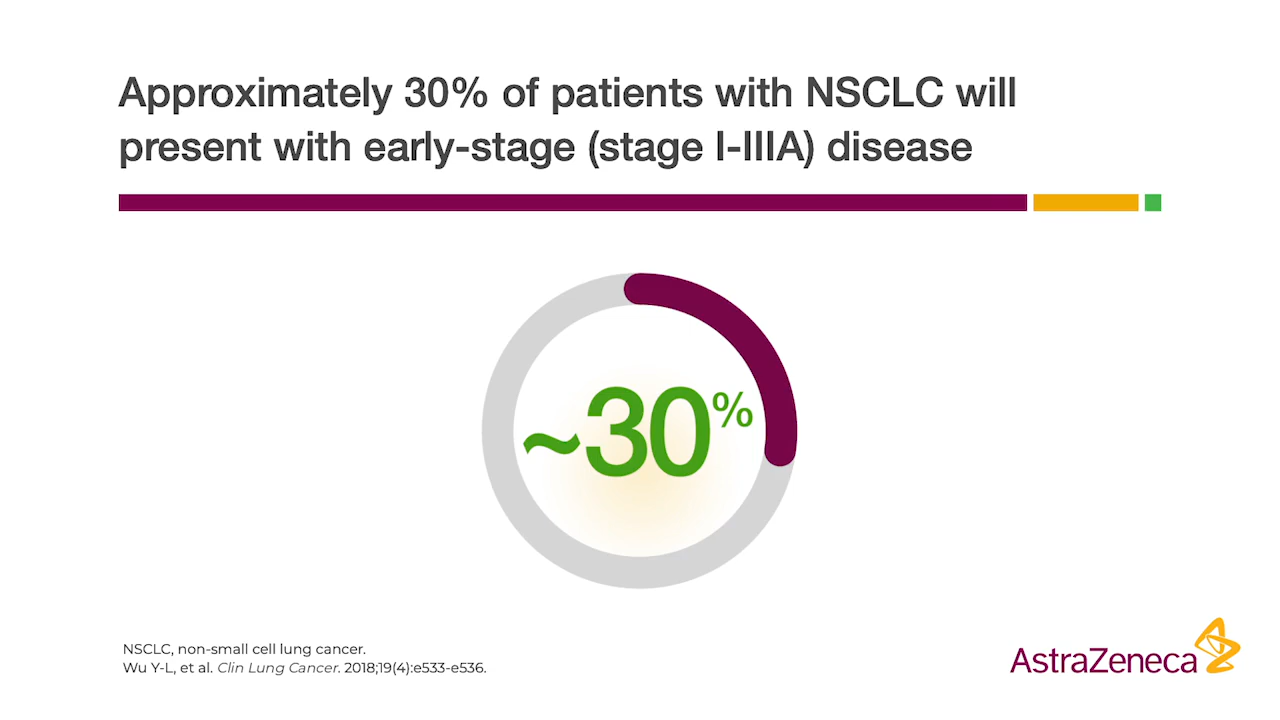 Approximately 30% of patients with NSCLC will
present with early-stage (stage I-IIIA) disease
~30%
NSCLC, non-small cell lung cancer.
Wu Y-L, et al. Clin Lung Cancer. 2018;19(4):e533-e536.
AstraZeneca